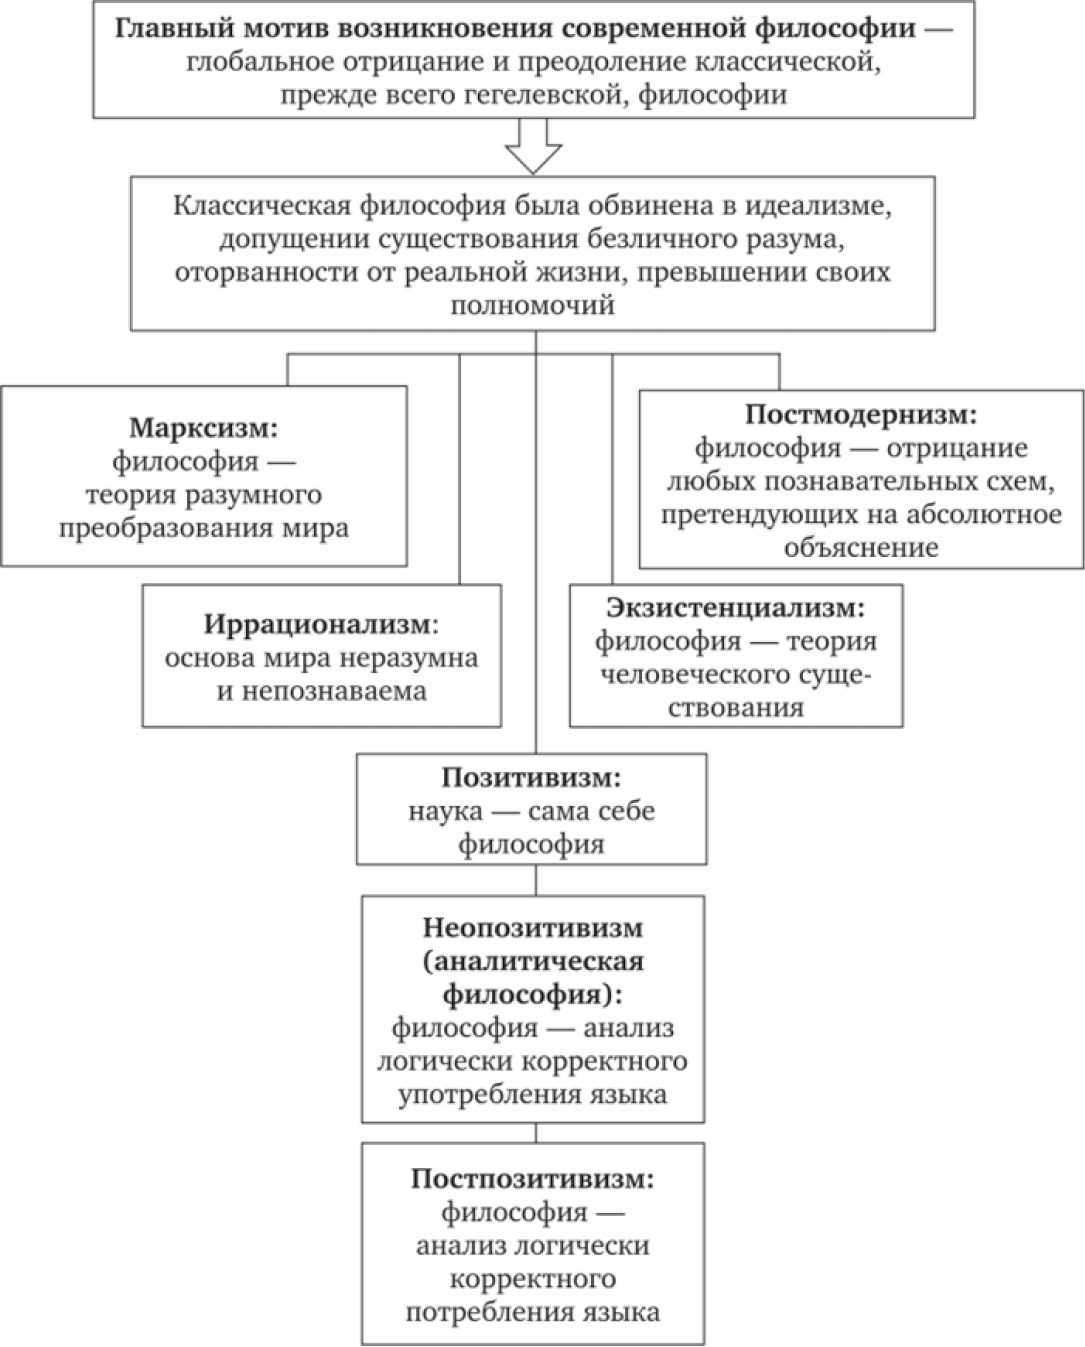 Главный мотив возникновения современной философии —
глобальное отрицание и преодоление классической,
прежде всего гегелевской, философии
Классическая философия была обвинена в идеализме,
допущении существования безличного разума,
оторванности от реальной жизни, превышении своих
полномочий
Марксизм:
философия —
теория разумного
преобразования мира
Постмодернизм:
философия — отрицание
любых познавательных схем,
претендующих на абсолютное
объяснение
Иррационализм:
основа мира неразумна
и непознаваема
Экзистенциализм:
философия — теория
человеческого суще-
ствования
Позитивизм:
наука — сама себе
философия
Неопозитивизм
(аналитическая
философия):
философия — анализ
логически корректного
употребления языка
Постпозитивизм:
философия —
анализ логически
корректного
потребления языка